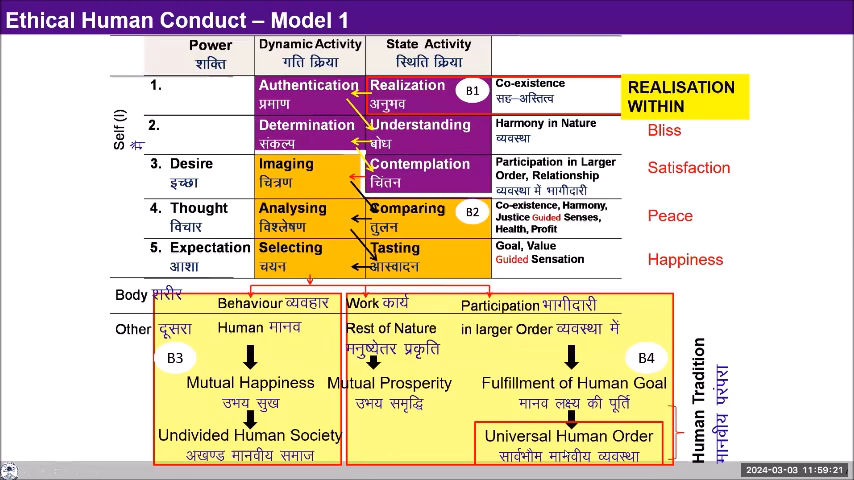 Ethical Human Conduct – Model 1
Power Dynamic Activity State Activity
शक्ति गति क्रिया स्थिति क्रिया
Self (I)
मैं
1. Authentication Realization B1 Co-existence
प्रमाण अनुभव सह–अस्तित्व
REALISATION
WITHIN
2. Determination Understanding Harmony in Nature Bliss
संकल्प बोध व्यवस्था
3. Desire Imaging Contemplation Participation in Larger
Order, Relationship Satisfaction
इच्छा चित्रण चिंतन व्यवस्था में भागीदारी
4. Thought Analysing Comparing B2 Co-existence, Harmony,
Justice Guided Senses, Peace
विचार विश्लेषण तुलन Health, Profit
5. Expectation Selecting Tasting Goal, Value
आशा चयन आस्वादन Guided Sensation Happiness
Body शरीर Behaviour व्यवहार Work कार्य Participation भागीदारी
Other दूसरा Human मानव Rest of Nature in larger Order व्यवस्था में
मनुष्येतर प्रकृति
B3 B4
Mutual Happiness Mutual Prosperity Fulfillment of Human Goal
उभय सुख उभय समृद्धि मानव लक्ष्य की पूर्ति
Undivided Human Society Universal Human Order
अखण्ड मानवीय समाज सार्वभौम मानवीय व्यवस्था
Human Tradition
मानवीय परंपरा
2024-03-03 11:59:21